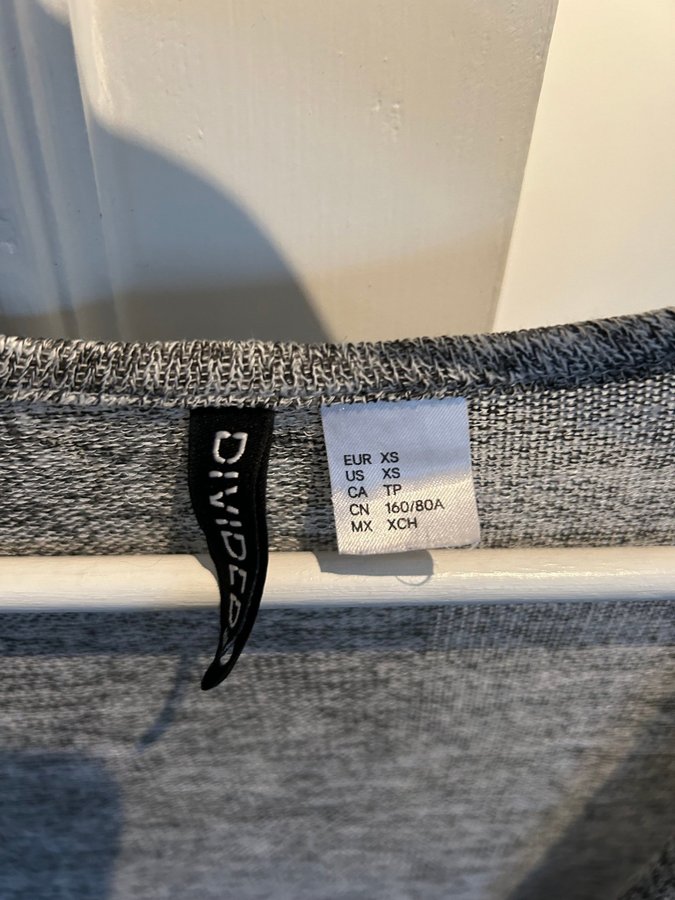 DIVIDED
EUR XS
US XS
CA TP
CN 160/80A
MX XCH